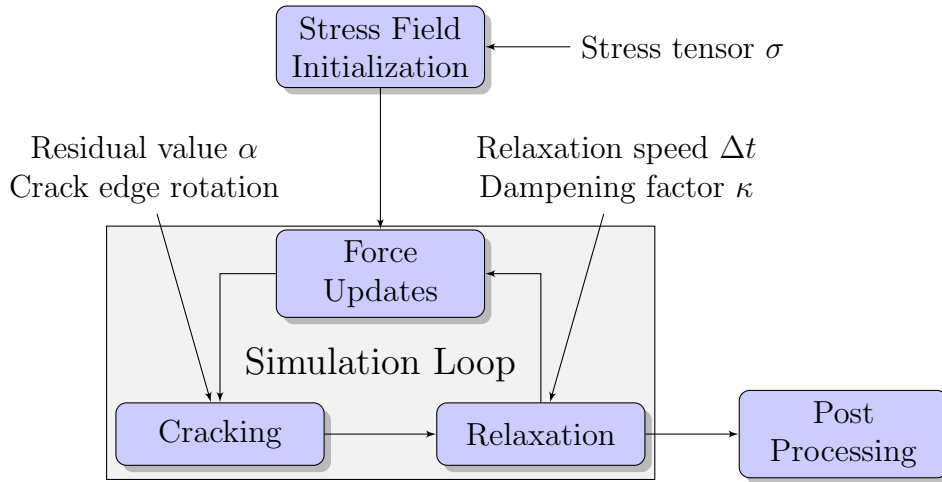 Stress Field
Initialization
Stress tensor σ
Residual value α
Crack edge rotation
Relaxation speed Δt
Dampening factor κ
Force
Updates
Simulation Loop
Cracking
Relaxation
Post
Processing